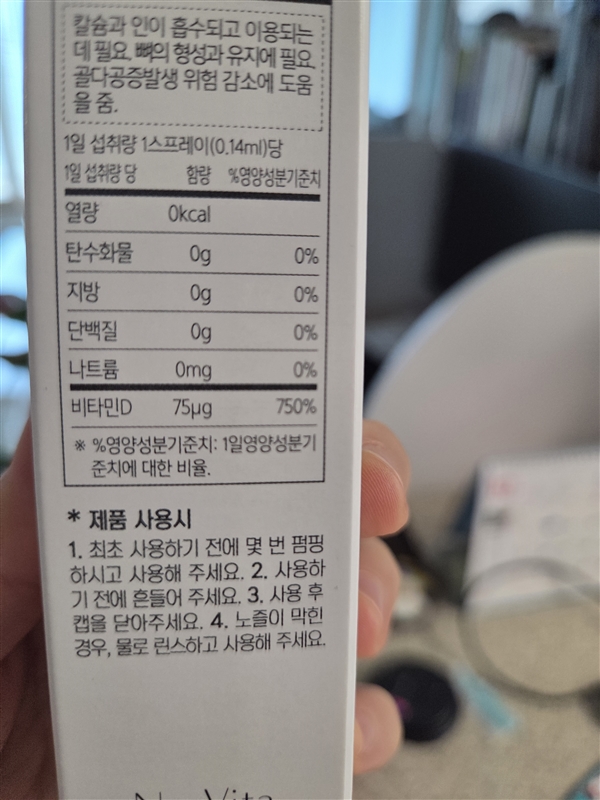 칼슘과 인이 흡수되고 이용되는
데 필요. 뼈의 형성과 유지에 필요.
골다공증발생 위험 감소에 도움
을 줌.
1일 섭취량 1스프레이(0.14ml)당
1일 섭취량 당 함량 %영양성분기준치
열량 0kcal
탄수화물 0g 0%
지방 0g 0%
단백질 0g 0%
나트륨 0mg 0%
비타민D 75µg 750%
※ %영양성분기준치: 1일영양성분기
준치에 대한 비율.
* 제품 사용시
1. 최초 사용하기 전에 몇 번 펌핑
하시고 사용해 주세요. 2. 사용하
기 전에 흔들어 주세요. 3. 사용 후
캡을 닫아주세요. 4. 노즐이 막힌
경우, 물로 린스하고 사용해 주세요.